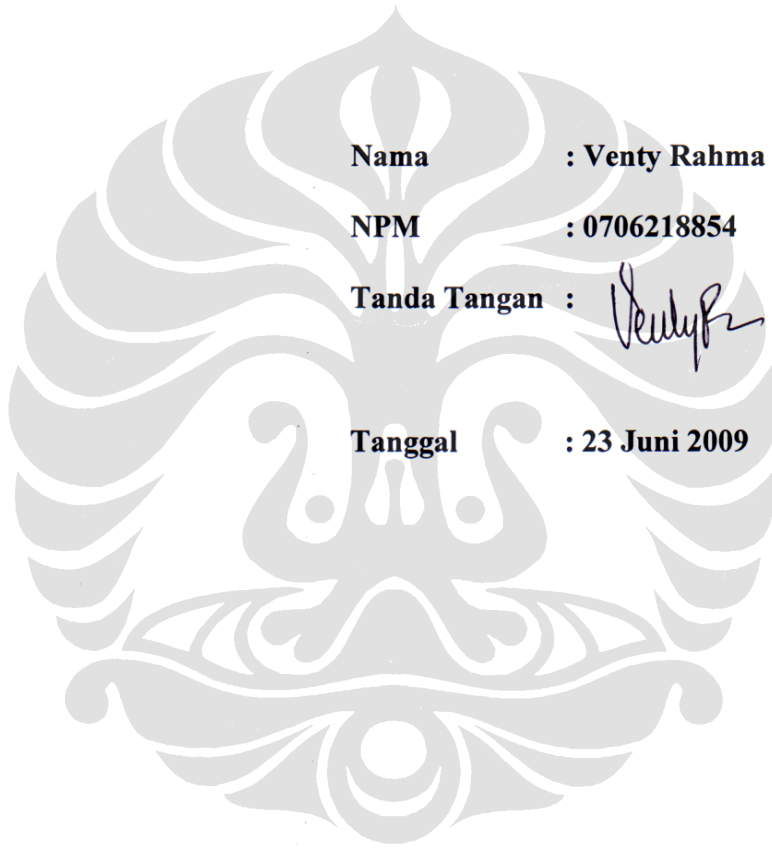 Nama : Venty Rahma
NPM : 0706218854
Tanda Tangan :
Tanggal : 23 Juni 2009